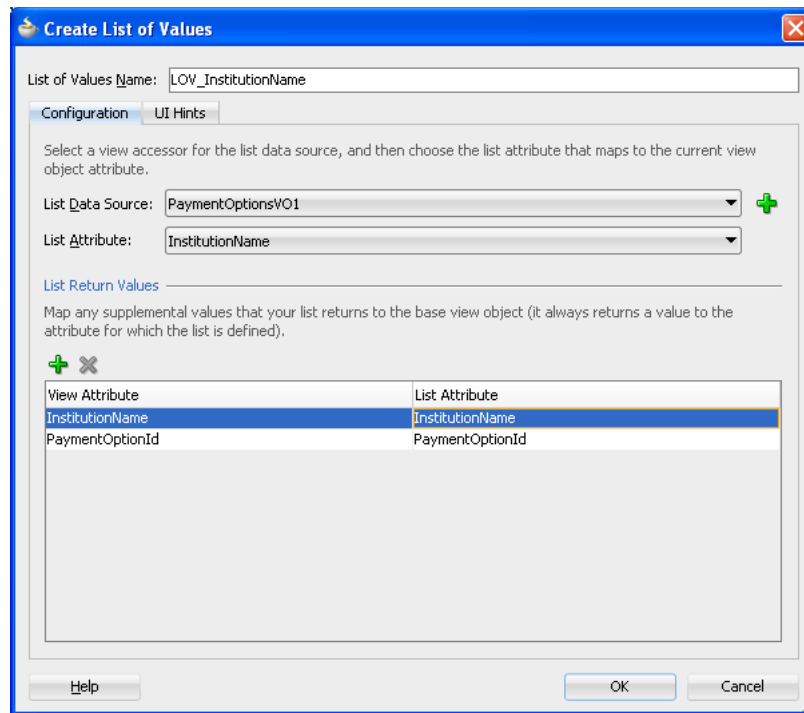 Create List of Values
List of Values Name: LOV_InstitutionName
Configuration UI Hints
Select a view accessor for the list data source, and then choose the list attribute that maps to the current view
object attribute.
List Data Source: PaymentOptionsVO1
List Attribute: InstitutionName
List Return Values
Map any supplemental values that your list returns to the base view object (it always returns a value to the
attribute for which the list is defined).
View Attribute List Attribute
InstitutionName InstitutionName
PaymentOptionId PaymentOptionId
Help OK Cancel